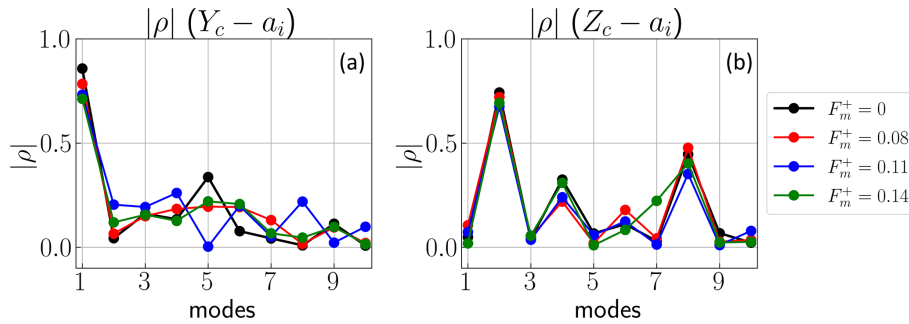 |ρ| (Y_c − a_i)
1.0
0.5
0.0
|ρ|
(a)
1 3 5 7 9
modes
|ρ| (Z_c − a_i)
1.0
0.5
0.0
|ρ|
(b)
1 3 5 7 9
modes
F_m^+ = 0
F_m^+ = 0.08
F_m^+ = 0.11
F_m^+ = 0.14